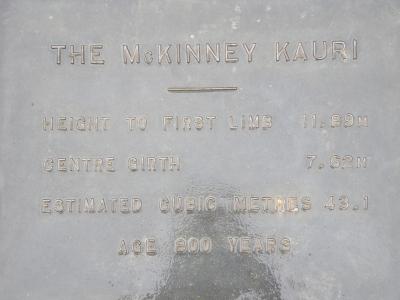 THE McKINNEY KAURI
HEIGHT TO FIRST LIMB 11.89M
CENTRE GIRTH 7.62M
ESTIMATED CUBIC METRES 43.1
AGE 800 YEARS